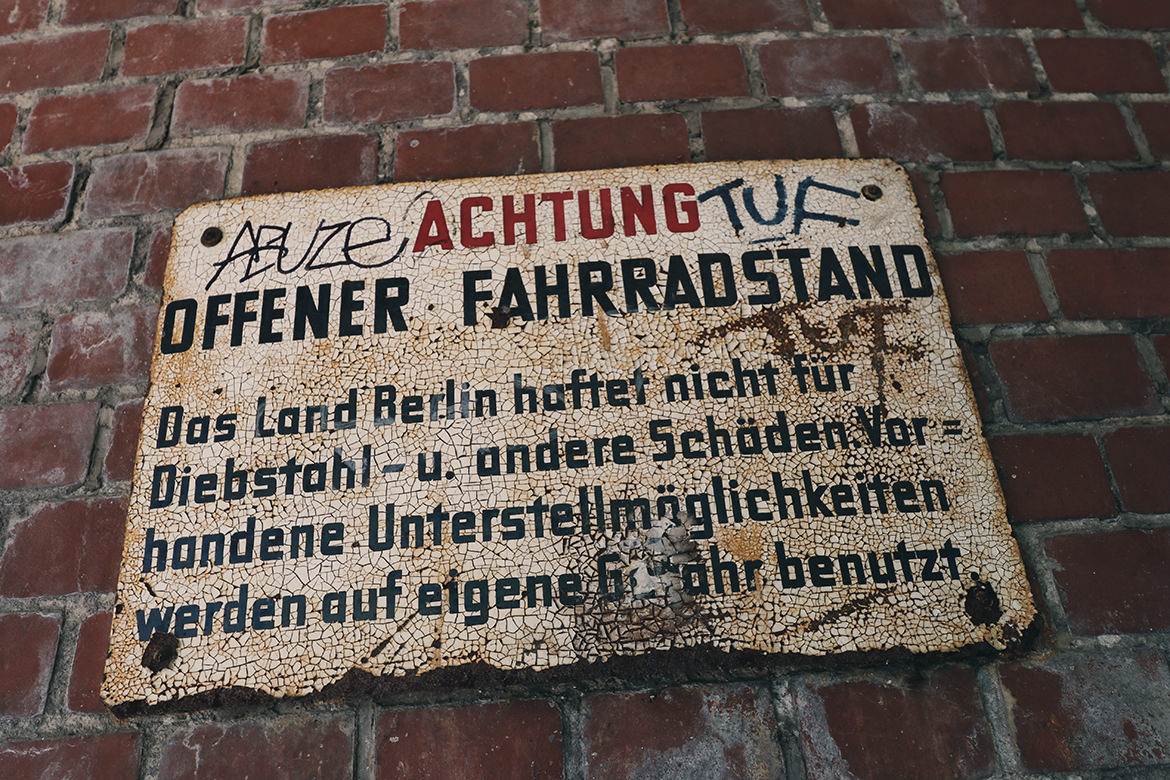 ABUZE ACHTUNG TUF
OFFENER FAHRRADSTAND
Das Land Berlin haftet nicht für
Diebstahl- u. andere Schäden. Vor=
handene Unterstellmöglichkeiten
werden auf eigene Gefahr benutzt.